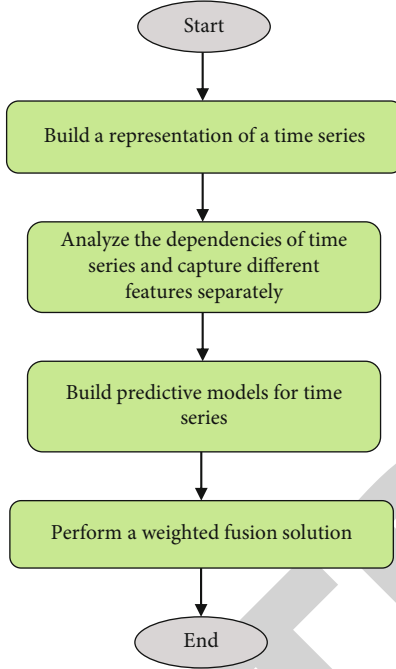 Start
Build a representation of a time series
Analyze the dependencies of time
series and capture different
features separately
Build predictive models for time
series
Perform a weighted fusion solution
End